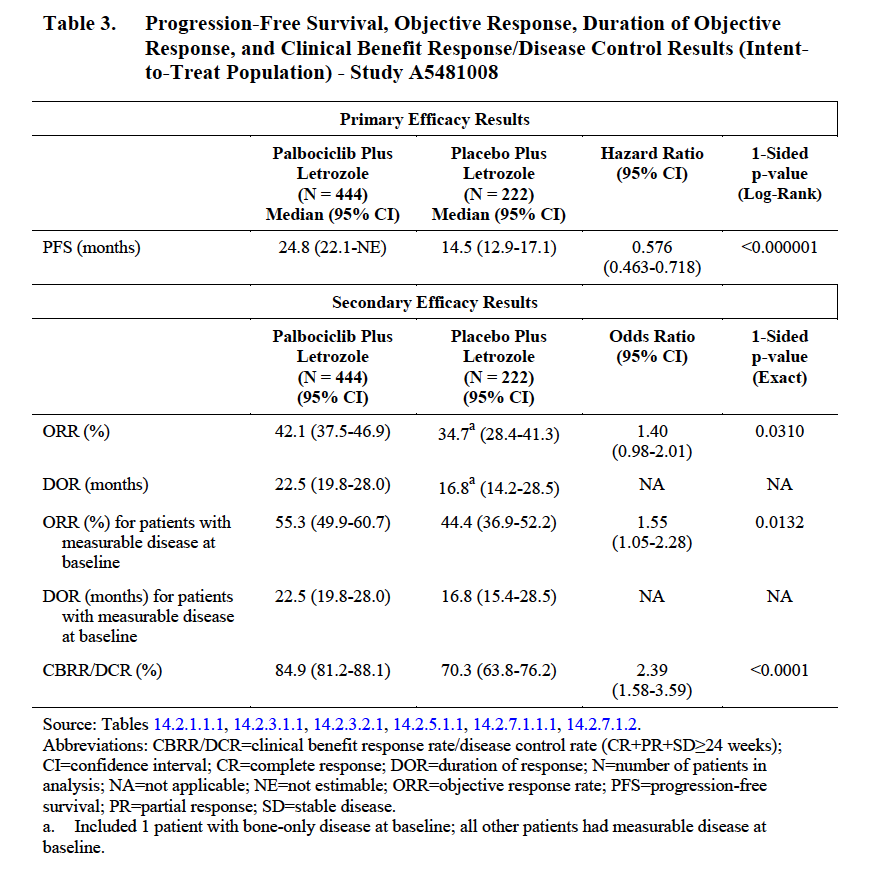 Table 3. Progression-Free Survival, Objective Response, Duration of Objective
Response, and Clinical Benefit Response/Disease Control Results (Intent-
to-Treat Population) - Study A5481008
Primary Efficacy Results
Palbociclib Plus Placebo Plus Hazard Ratio 1-Sided
Letrozole Letrozole (95% CI) p-value
(N = 444) (N = 222) (Log-Rank)
Median (95% CI) Median (95% CI)
PFS (months) 24.8 (22.1-NE) 14.5 (12.9-17.1) 0.576 <0.000001
(0.463-0.718)
Secondary Efficacy Results
Palbociclib Plus Placebo Plus Odds Ratio 1-Sided
Letrozole Letrozole (95% CI) p-value
(N = 444) (N = 222) (Exact)
(95% CI) (95% CI)
ORR (%) 42.1 (37.5-46.9) 34.7a (28.4-41.3) 1.40 0.0310
(0.98-2.01)
DOR (months) 22.5 (19.8-28.0) 16.8a (14.2-28.5) NA NA
ORR (%) for patients with 55.3 (49.9-60.7) 44.4 (36.9-52.2) 1.55 0.0132
measurable disease at (1.05-2.28)
baseline
DOR (months) for patients 22.5 (19.8-28.0) 16.8 (15.4-28.5) NA NA
with measurable disease
at baseline
CBRR/DCR (%) 84.9 (81.2-88.1) 70.3 (63.8-76.2) 2.39 <0.0001
(1.58-3.59)
Source: Tables 14.2.1.1.1, 14.2.3.1.1, 14.2.3.2.1, 14.2.5.1.1, 14.2.7.1.1.1, 14.2.7.1.2.
Abbreviations: CBRR/DCR=clinical benefit response rate/disease control rate (CR+PR+SD≥24 weeks);
CI=confidence interval; CR=complete response; DOR=duration of response; N=number of patients in
analysis; NA=not applicable; NE=not estimable; ORR=objective response rate; PFS=progression-free
survival; PR=partial response; SD=stable disease.
a. Included 1 patient with bone-only disease at baseline; all other patients had measurable disease at
baseline.